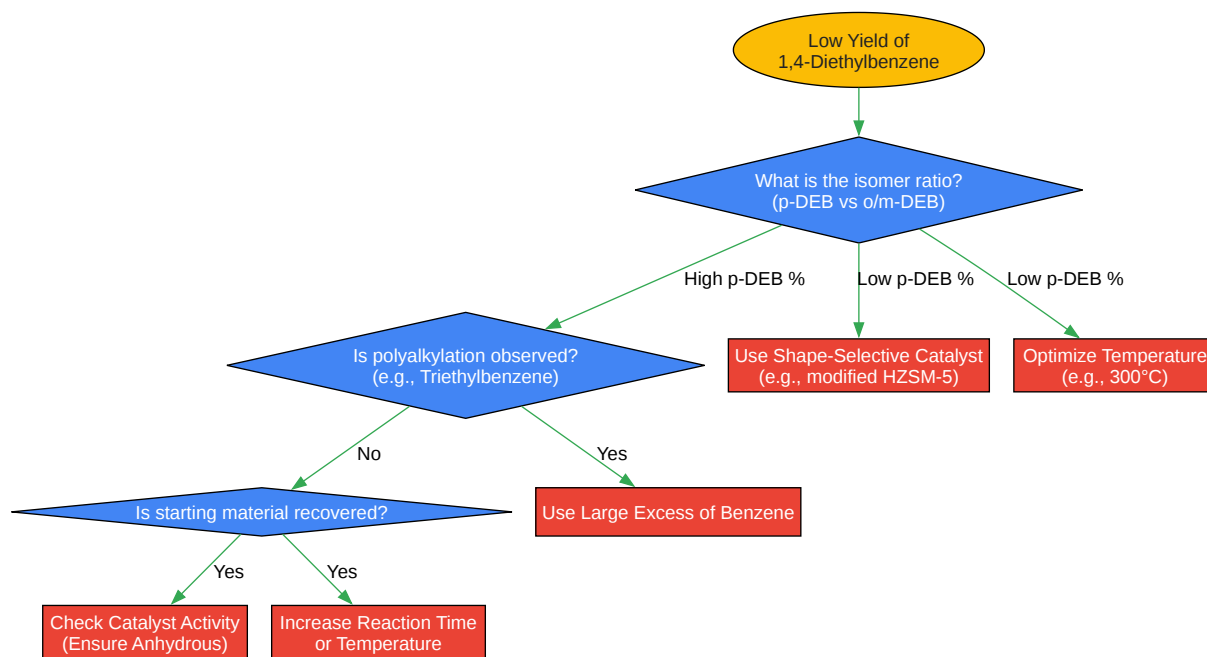 Low Yield of
1,4-Diethylbenzene
What is the isomer ratio?
(p-DEB vs o/m-DEB)
High p-DEB %
Low p-DEB %
Low p-DEB %
Is polyalkylation observed?
(e.g., Triethylbenzene)
Use Shape-Selective Catalyst
(e.g., modified HZSM-5)
Optimize Temperature
(e.g., 300°C)
No
Yes
Is starting material recovered?
Use Large Excess of Benzene
Yes
Yes
Check Catalyst Activity
(Ensure Anhydrous)
Increase Reaction Time
or Temperature